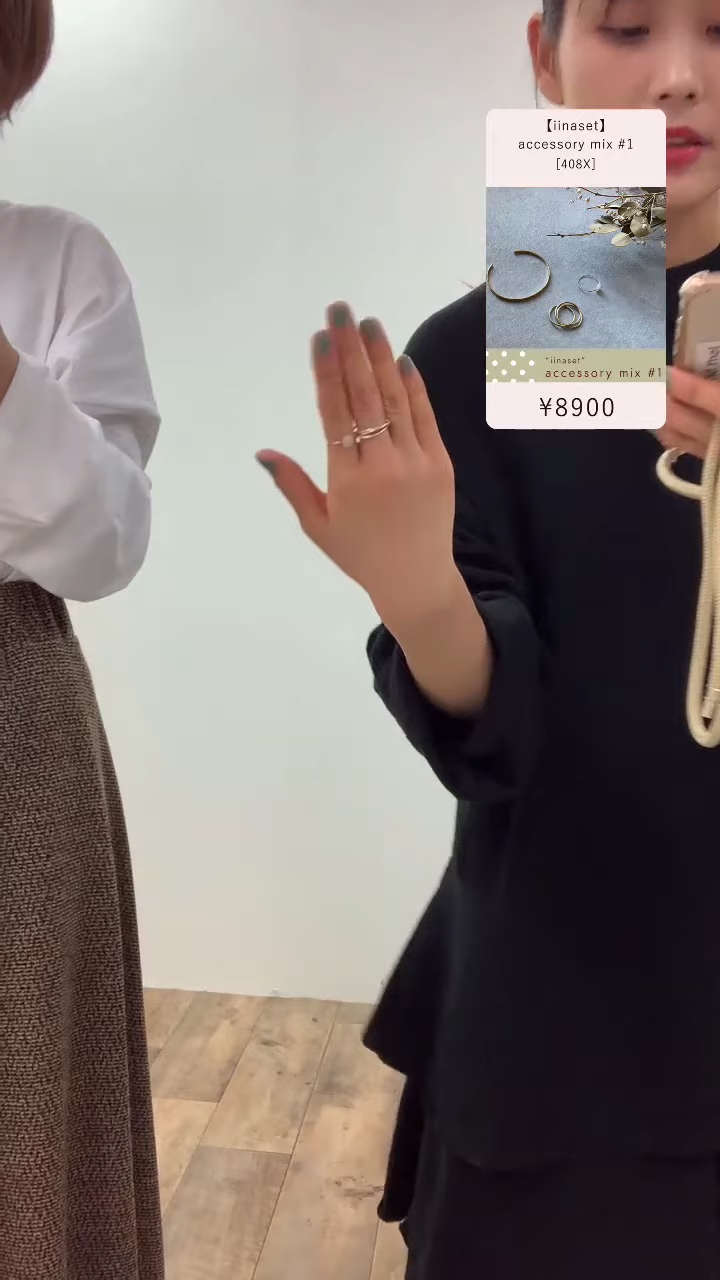 【iinaset】
accessory mix #1
[408X]
"iinaset"
accessory mix #1
¥8900